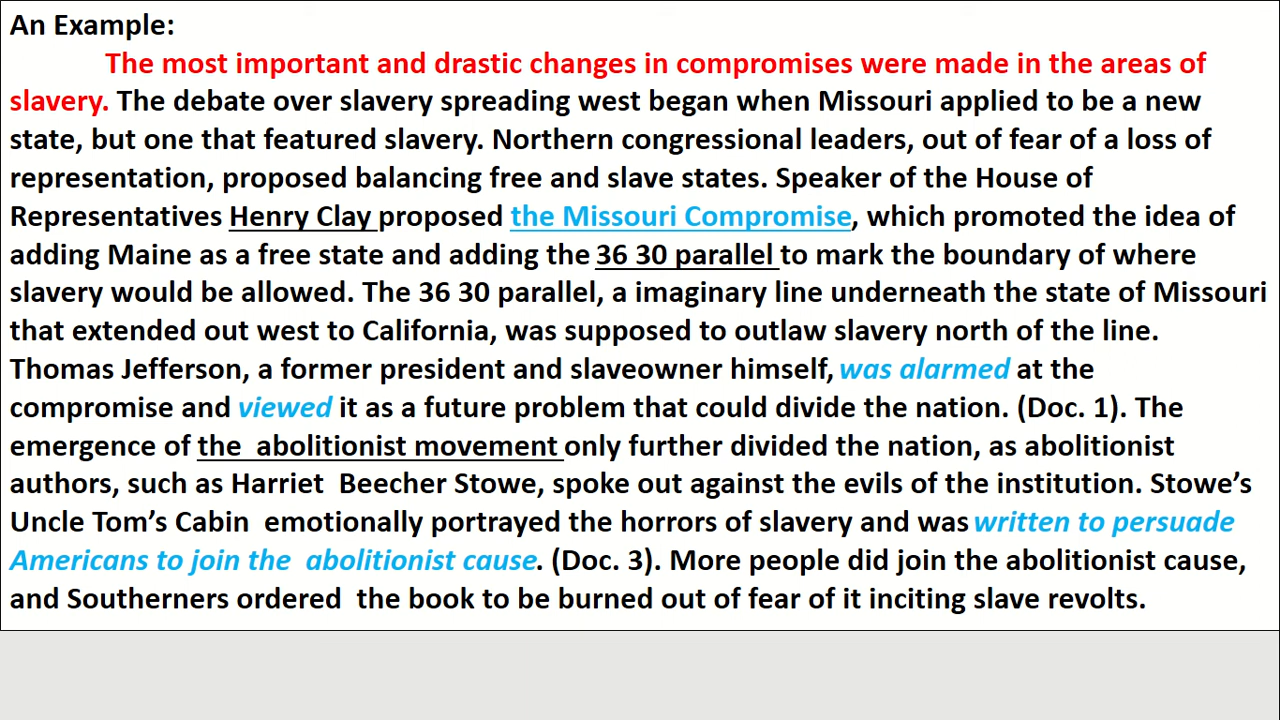 An Example:
The most important and drastic changes in compromises were made in the areas of
slavery. The debate over slavery spreading west began when Missouri applied to be a new
state, but one that featured slavery. Northern congressional leaders, out of fear of a loss of
representation, proposed balancing free and slave states. Speaker of the House of
Representatives Henry Clay proposed the Missouri Compromise, which promoted the idea of
adding Maine as a free state and adding the 36 30 parallel to mark the boundary of where
slavery would be allowed. The 36 30 parallel, a imaginary line underneath the state of Missouri
that extended out west to California, was supposed to outlaw slavery north of the line.
Thomas Jefferson, a former president and slaveowner himself, was alarmed at the
compromise and viewed it as a future problem that could divide the nation. (Doc. 1). The
emergence of the abolitionist movement only further divided the nation, as abolitionist
authors, such as Harriet Beecher Stowe, spoke out against the evils of the institution. Stowe’s
Uncle Tom’s Cabin emotionally portrayed the horrors of slavery and was written to persuade
Americans to join the abolitionist cause. (Doc. 3). More people did join the abolitionist cause,
and Southerners ordered the book to be burned out of fear of it inciting slave revolts.